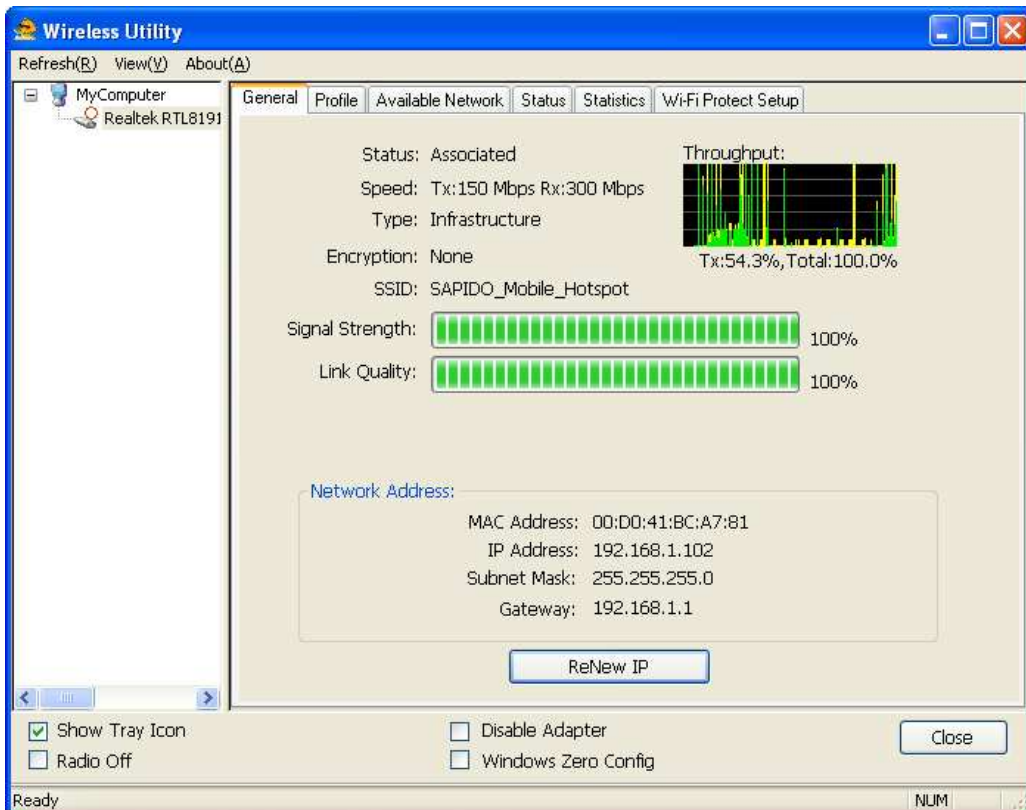 Wireless Utility
Refresh(R) View(V) About(A)
MyComputer
Realtek RTL8191
General Profile Available Network Status Statistics Wi-Fi Protect Setup
Status: Associated
Speed: Tx:150 Mbps Rx:300 Mbps
Type: Infrastructure
Encryption: None
SSID: SAPIDO_Mobile_Hotspot
Throughput:
Tx:54.3%,Total:100.0%
Signal Strength: 100%
Link Quality: 100%
Network Address:
MAC Address: 00:D0:41:BC:A7:81
IP Address: 192.168.1.102
Subnet Mask: 255.255.255.0
Gateway: 192.168.1.1
ReNew IP
Show Tray Icon
Radio Off
Disable Adapter
Windows Zero Config
Close
Ready
NUM